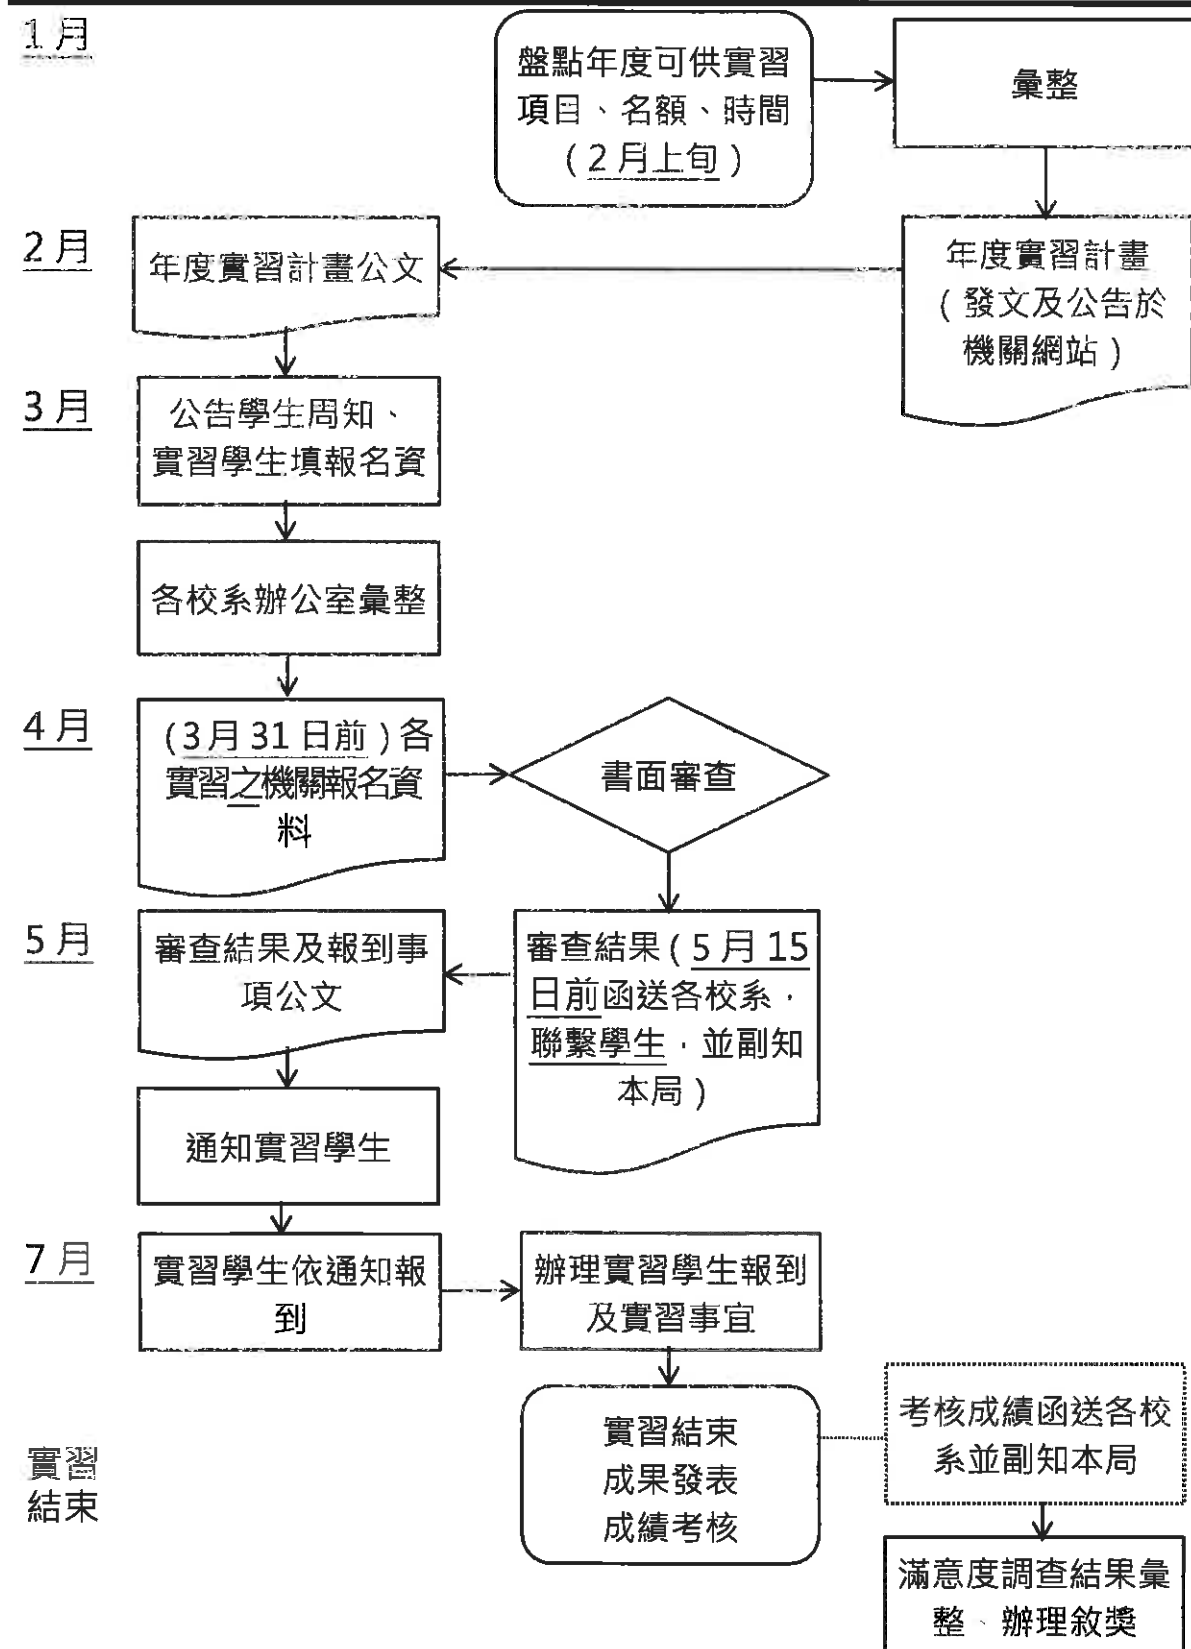 1月
盤點年度可供實習
項目、名額、時間
（2月上旬）
彙整
2月
年度實習計畫公文
年度實習計畫
（發文及公告於
機關網站）
3月
公告學生周知、
實習學生填報名資
各校系辦公室彙整
4月
（3月31日前）各
實習之機關報名資
料
書面審查
5月
審查結果及報到事
項公文
審查結果（5月15
日前函送各校系，
聯繫學生，並副知
本局）
通知實習學生
7月
實習學生依通知報
到
辦理實習學生報到
及實習事宜
實習
結束
實習結束
成果發表
成績考核
考核成績函送各校
系並副知本局
滿意度調查結果彙
整、辦理敘獎